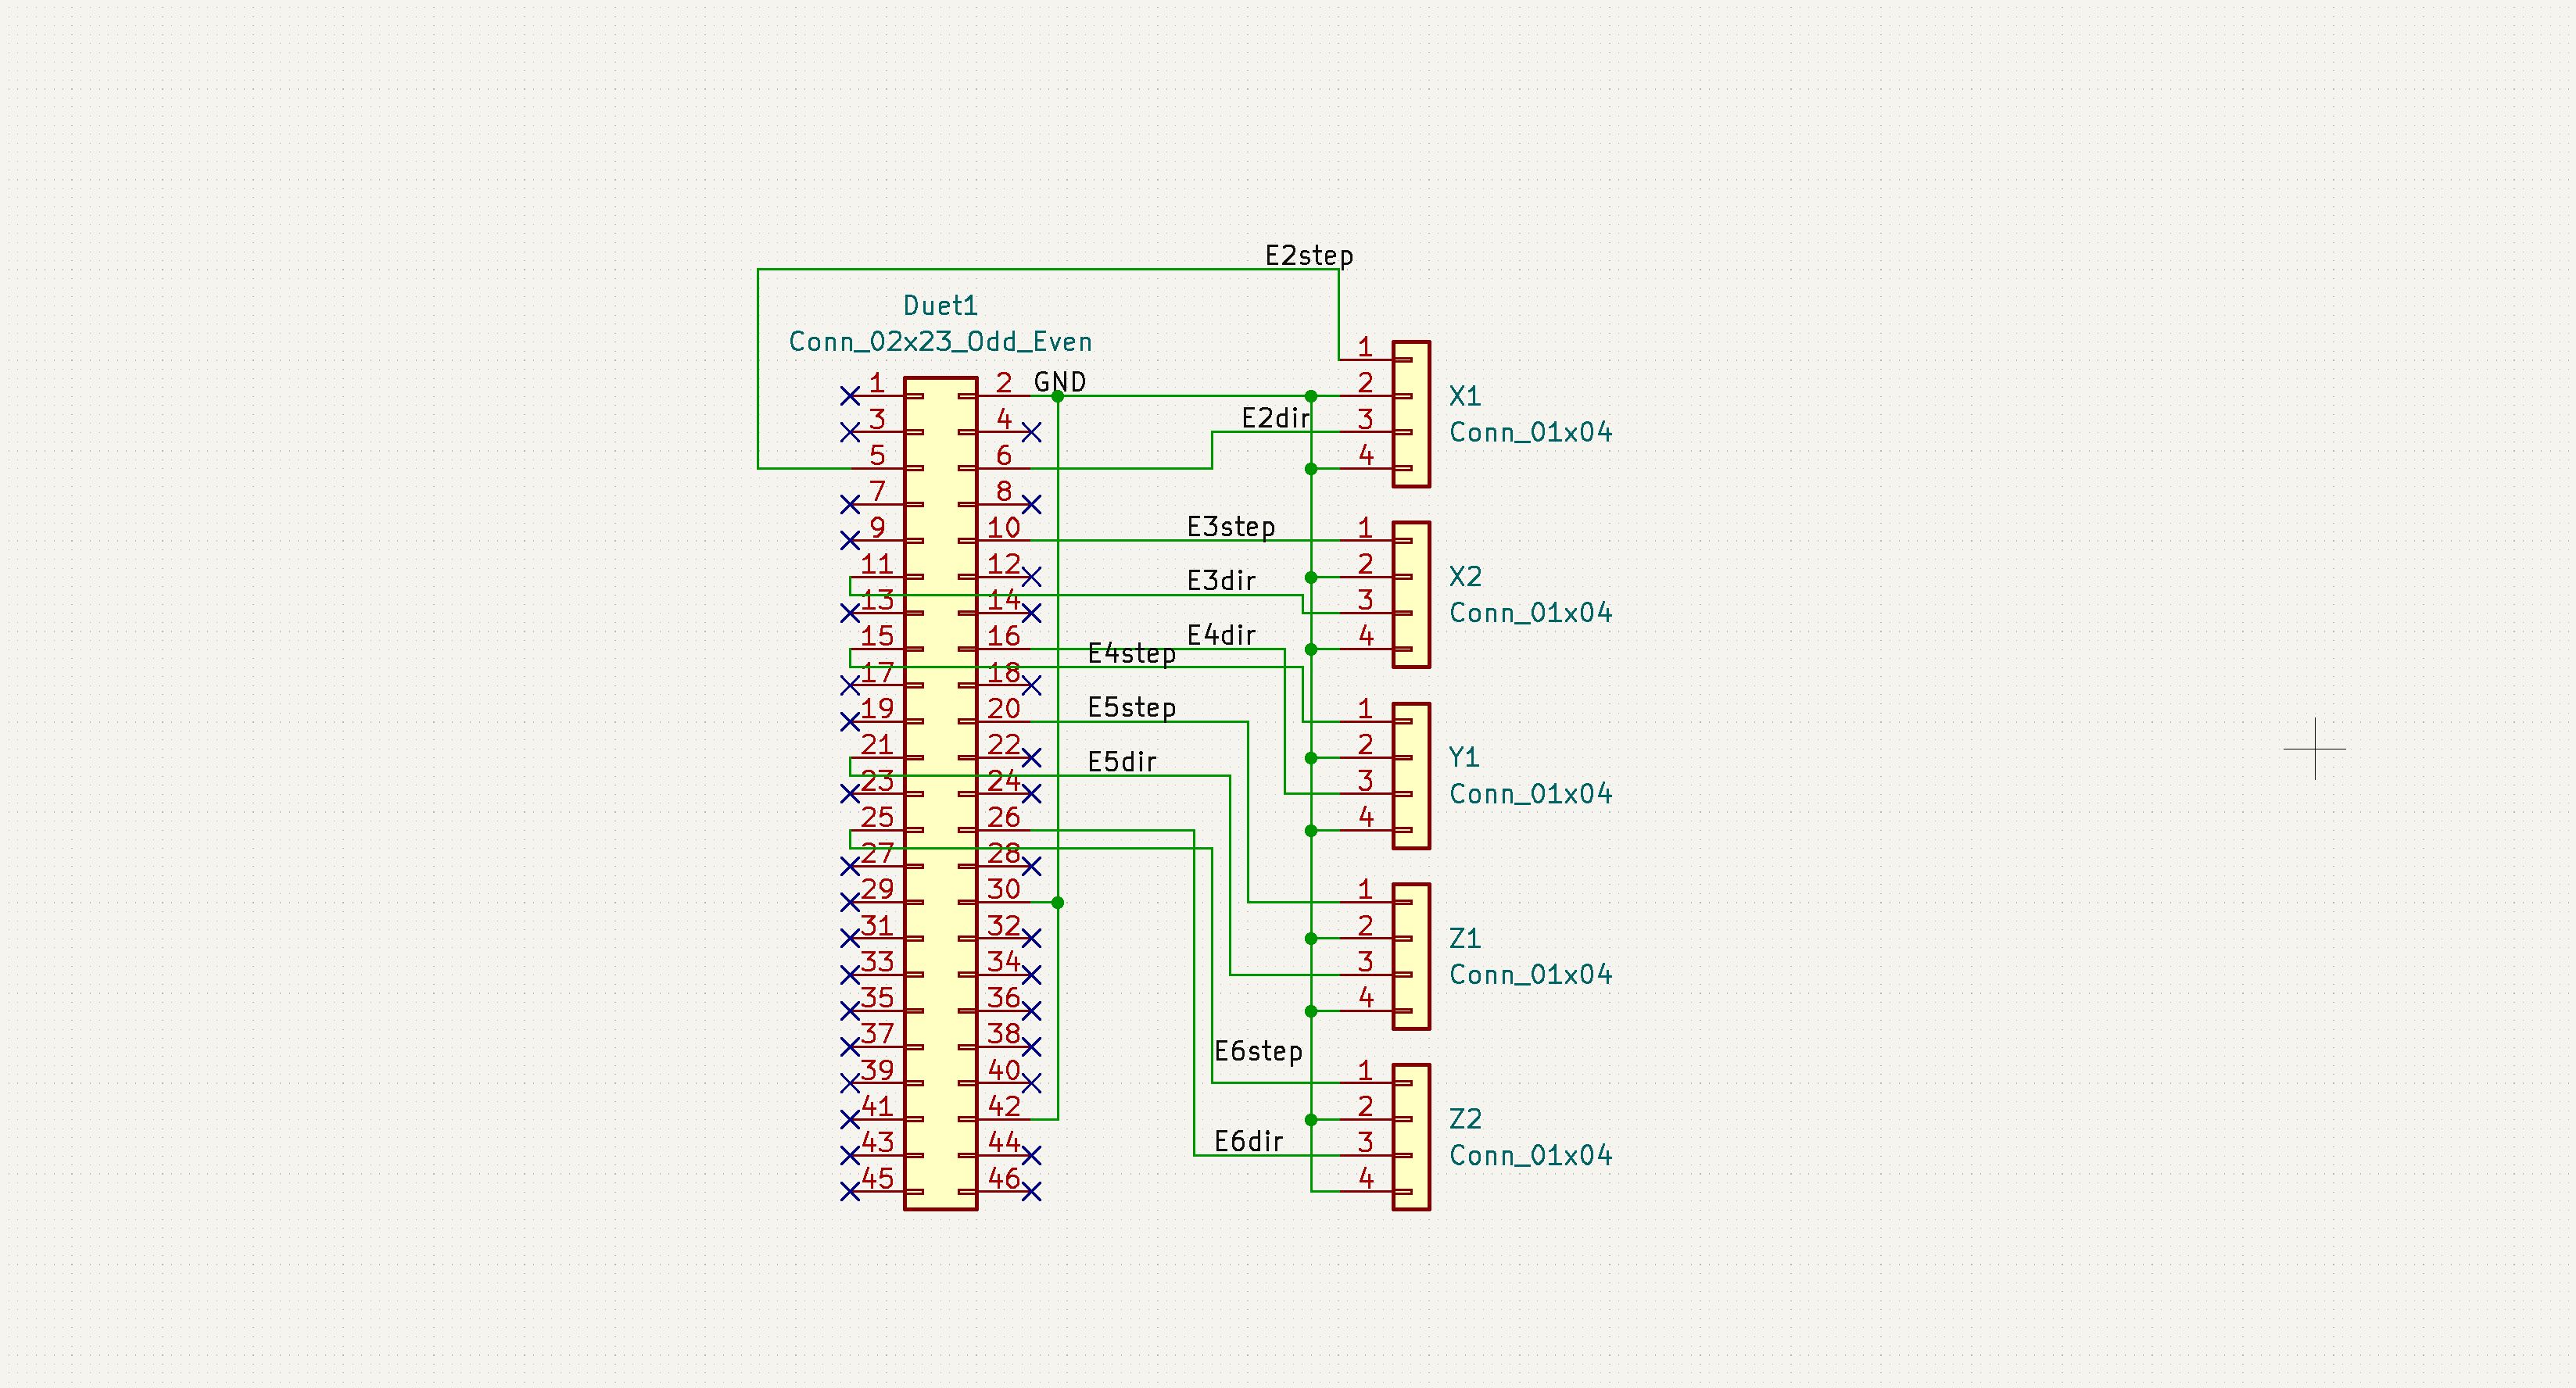 E2step
Duet1
Conn_02x23_Odd_Even
1 2 GND
3 4
5 6
7 8
9 10
11 12
13 14
15 16
17 18
19 20
21 22
23 24
25 26
27 28
29 30
31 32
33 34
35 36
37 38
39 40
41 42
43 44
45 46
E2dir
E3step
E3dir
E4dir
E4step
E5step
E5dir
E6step
E6dir
1
2
3
4
X1
Conn_01x04
1
2
3
4
X2
Conn_01x04
1
2
3
4
Y1
Conn_01x04
1
2
3
4
Z1
Conn_01x04
1
2
3
4
Z2
Conn_01x04